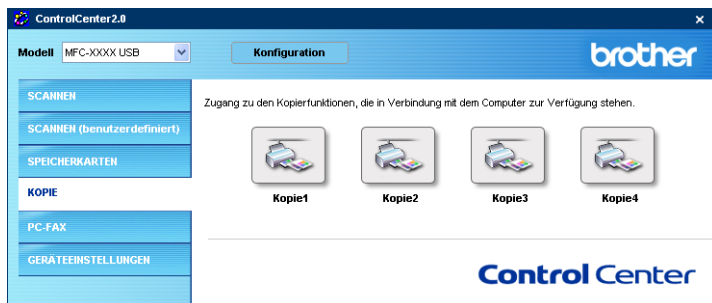 ControlCenter2.0
Modell MFC-XXXX USB Konfiguration brother
SCANNEN
SCANNEN (benutzerdefiniert)
SPEICHERKARTEN
KOPIE
PC-FAX
GERÄTEEINSTELLUNGEN
Zugang zu den Kopierfunktionen, die in Verbindung mit dem Computer zur Verfügung stehen.
Kopie1 Kopie2 Kopie3 Kopie4
Control Center